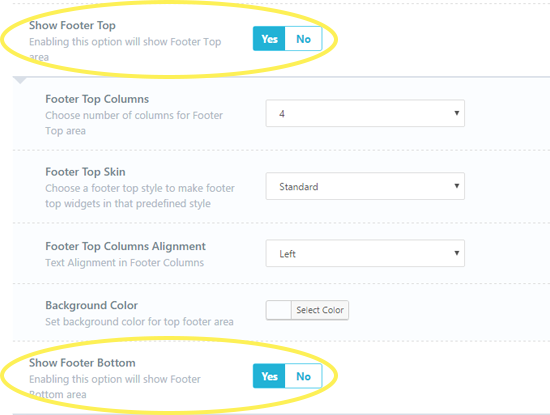 Show Footer Top
Enabling this option will show Footer Top
area
Yes No
Footer Top Columns
Choose number of columns for Footer
Top area
4
Footer Top Skin
Choose a footer top style to make footer
top widgets in that predefined style
Standard
Footer Top Columns Alignment
Text Alignment in Footer Columns
Left
Background Color
Set background color for top footer area
Select Color
Show Footer Bottom
Enabling this option will show Footer
Bottom area
Yes No